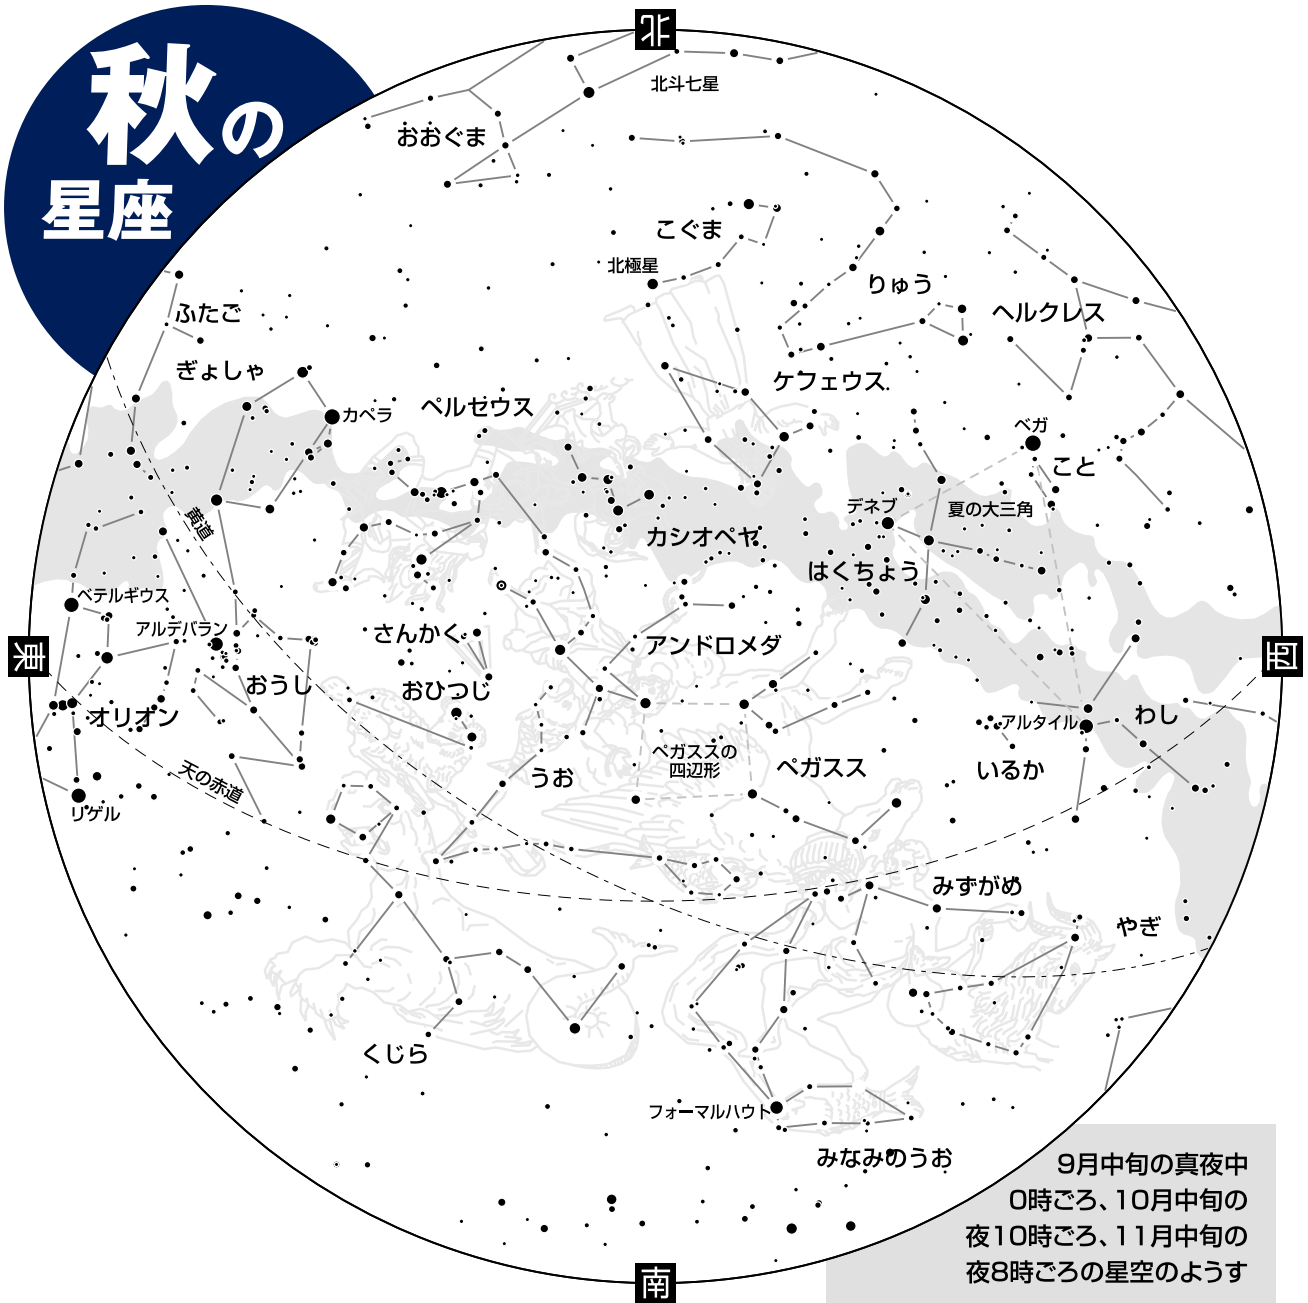 秋の
星座
北
北斗七星
おおぐま
こぐま
北極星
りゅう
ヘルクレス
ふたご
ぎょしゃ
カペラ
ペルセウス
ケフェウス
ベガ
こと
デネブ
夏の大三角
黄道
カシオペヤ
はくちょう
ベテルギウス
アルデバラン
さんかく
アンドロメダ
東
西
おうし
おひつじ
オリオン
わし
アルタイル
ペガススの
四辺形
ペガスス
いるか
うお
天の赤道
リゲル
みずがめ
やぎ
くじら
フォーマルハウト
みなみのうお
9月中旬の真夜中
0時ごろ、10月中旬の
夜10時ごろ、11月中旬の
夜8時ごろの星空のようす
南